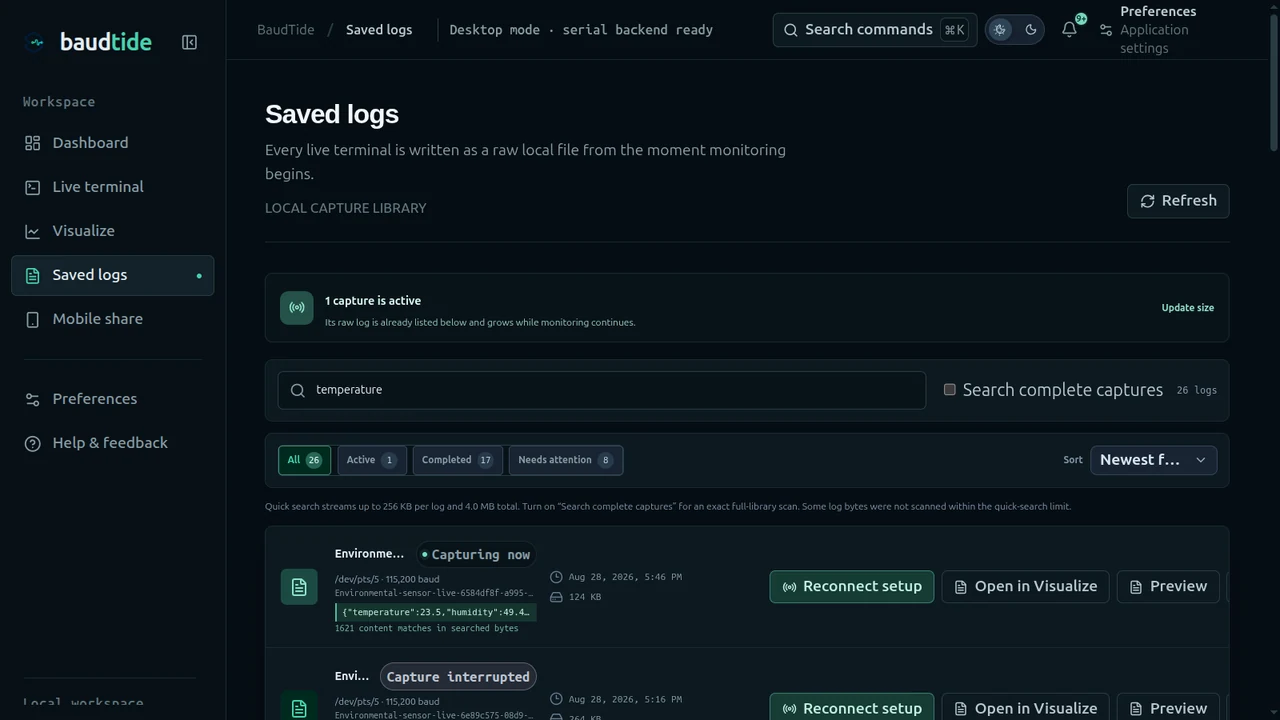 baudtide
BaudTide / Saved logs
Desktop mode · serial backend ready
Search commands ⌘K
9+
Preferences
Application
settings
Workspace
Dashboard
Live terminal
Visualize
Saved logs
Mobile share
Preferences
Help & feedback
Local workspace
Saved logs
Every live terminal is written as a raw local file from the moment monitoring
begins.
LOCAL CAPTURE LIBRARY
Refresh
1 capture is active
Its raw log is already listed below and grows while monitoring continues.
Update size
temperature
Search complete captures 26 logs
All 26 Active 1 Completed 17 Needs attention 8
Sort Newest f...
Quick search streams up to 256 KB per log and 4.0 MB total. Turn on "Search complete captures" for an exact full-library scan. Some log bytes were not scanned within the quick-search limit.
Environme... Capturing now
/dev/pts/5 · 115,200 baud
Environmental-sensor-live-6584df8f-a995-…
{"temperature":23.5,"humidity":49.4…
1621 content matches in searched bytes
Aug 28, 2026, 5:46 PM
124 KB
Reconnect setup Open in Visualize Preview
Envi... Capture interrupted
/dev/pts/5 · 115,200 baud
Environmental-sensor-live-6e89c575-08d9-…
Aug 28, 2026, 5:16 PM
264 KB
Reconnect setup Open in Visualize Preview